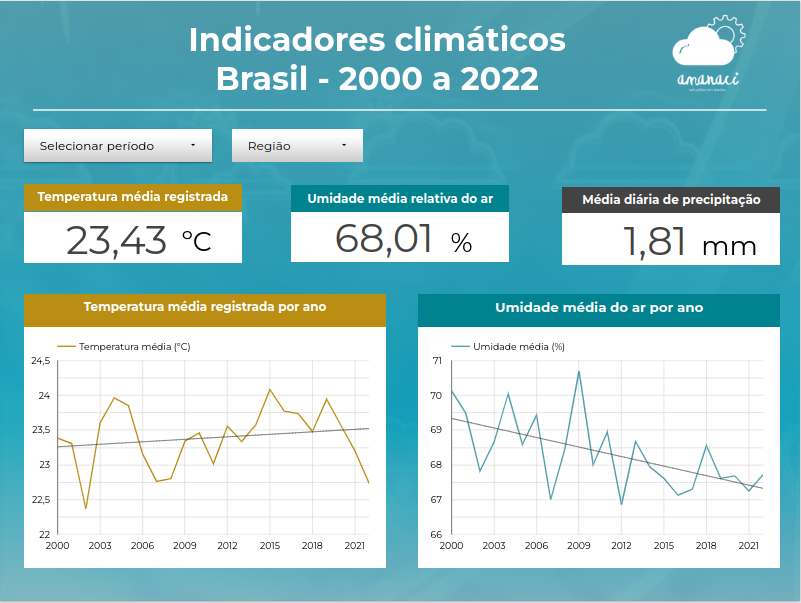 Indicadores climáticos
Brasil - 2000 a 2022
amanaci
soluções em dados
Selecionar período
Região
Temperatura média registrada
23,43 °C
Umidade média relativa do ar
68,01 %
Média diária de precipitação
1,81 mm
Temperatura média registrada por ano
Temperatura média (°C)
24,5
24
23,5
23
22,5
22
2000 2003 2006 2009 2012 2015 2018 2021
Umidade média do ar por ano
Umidade média (%)
71
70
69
68
67
66
2000 2003 2006 2009 2012 2015 2018 2021